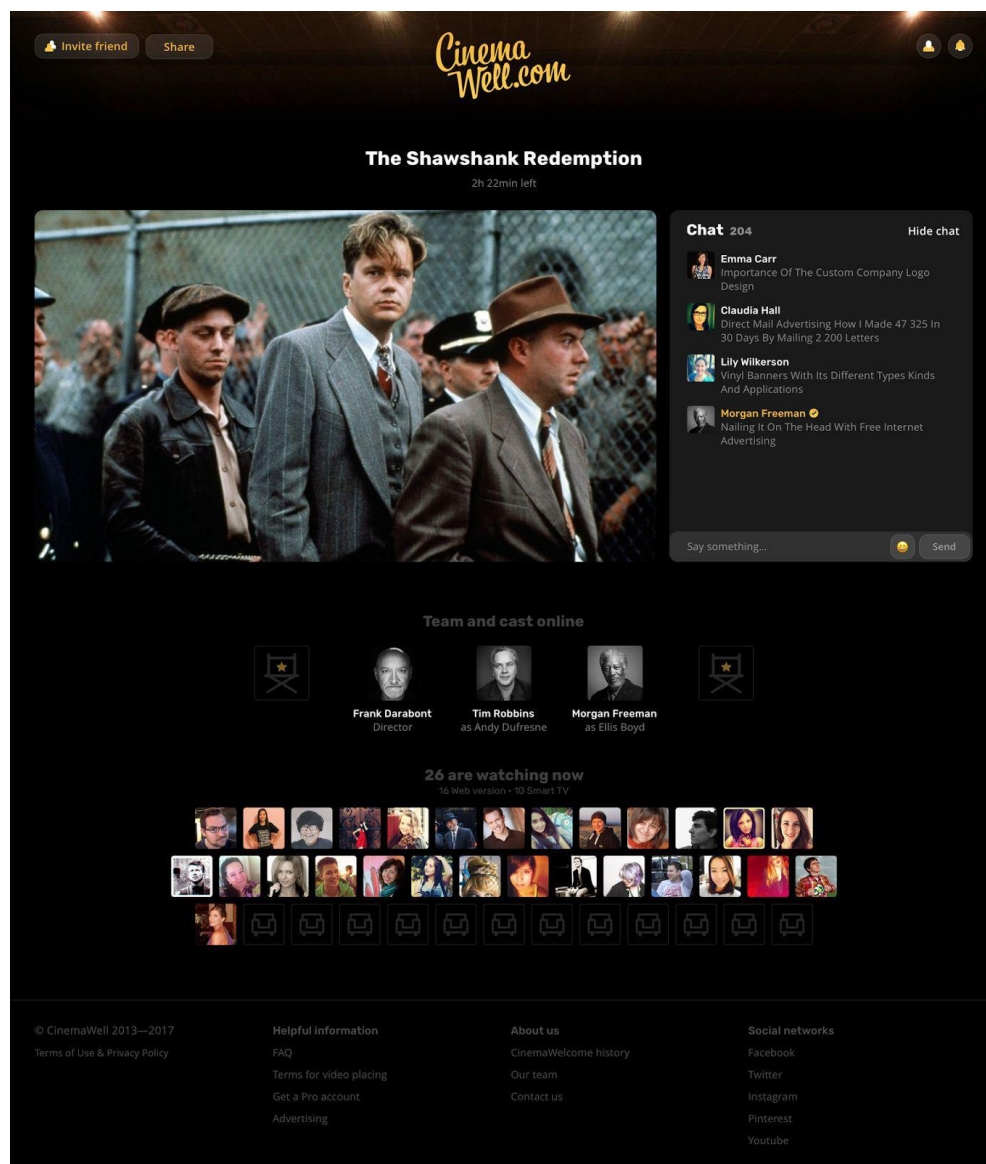 Invite friend
Share
Cinema
Well.com
The Shawshank Redemption
2h 22min left
Chat 204
Hide chat
Emma Carr
Importance Of The Custom Company Logo
Design
Claudia Hall
Direct Mail Advertising How I Made 47 325 In
30 Days By Mailing 2 200 Letters
Lily Wilkerson
Vinyl Banners With Its Different Types Kinds
And Applications
Morgan Freeman
Nailing It On The Head With Free Internet
Advertising
Say something...
Send
Team and cast online
Frank Darabont
Director
Tim Robbins
as Andy Dufresne
Morgan Freeman
as Ellis Boyd
26 are watching now
16 Web version • 10 Smart TV
© CinemaWell 2013—2017
Terms of Use & Privacy Policy
Helpful information
FAQ
Terms for video placing
Get a Pro account
Advertising
About us
CinemaWelcome history
Our team
Contact us
Social networks
Facebook
Twitter
Instagram
Pinterest
Youtube